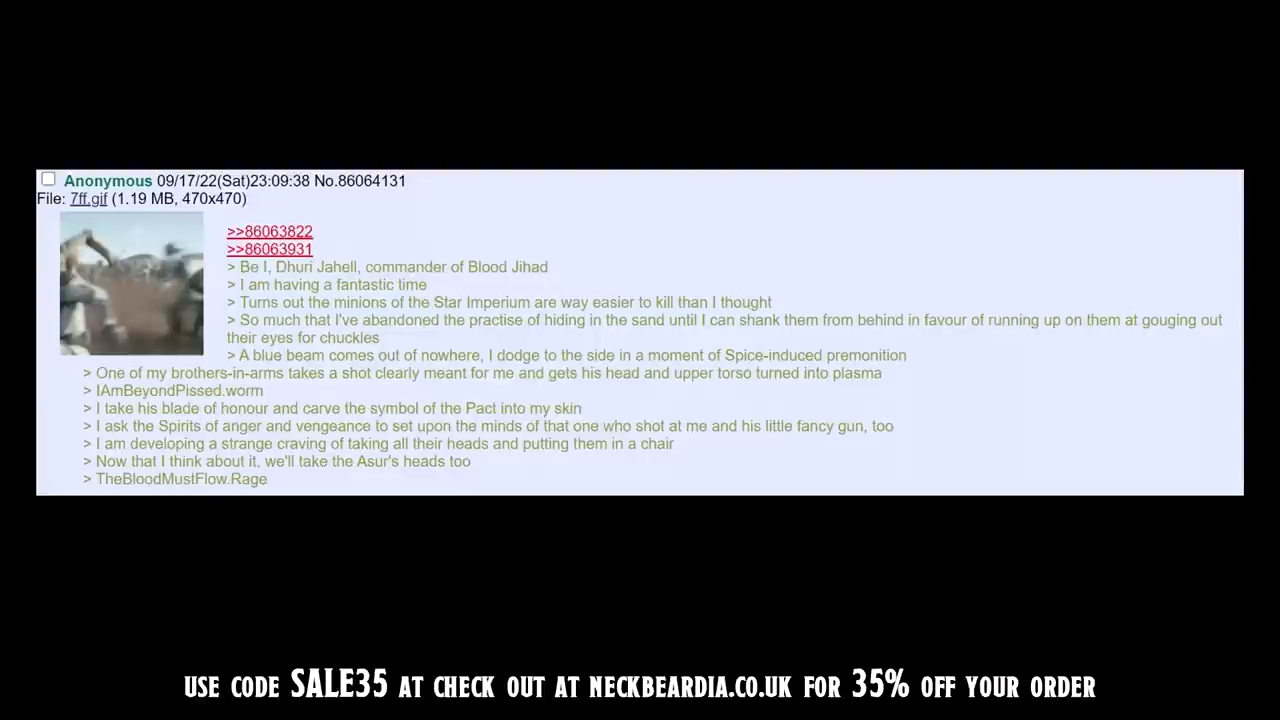 Anonymous 09/17/22(Sat)23:09:38 No.86064131
File: 7ff.gif (1.19 MB, 470x470)
>>86063822
>>86063931
> Be I, Dhuri Jahell, commander of Blood Jihad
> I am having a fantastic time
> Turns out the minions of the Star Imperium are way easier to kill than I thought
> So much that I've abandoned the practise of hiding in the sand until I can shank them from behind in favour of running up on them at gouging out
their eyes for chuckles
> A blue beam comes out of nowhere, I dodge to the side in a moment of Spice-induced premonition
> One of my brothers-in-arms takes a shot clearly meant for me and gets his head and upper torso turned into plasma
> IAmBeyondPissed.worm
> I take his blade of honour and carve the symbol of the Pact into my skin
> I ask the Spirits of anger and vengeance to set upon the minds of that one who shot at me and his little fancy gun, too
> I am developing a strange craving of taking all their heads and putting them in a chair
> Now that I think about it, we'll take the Asur's heads too
> TheBloodMustFlow.Rage
USE CODE SALE35 AT CHECK OUT AT NECKBEARDIA.CO.UK FOR 35% OFF YOUR ORDER